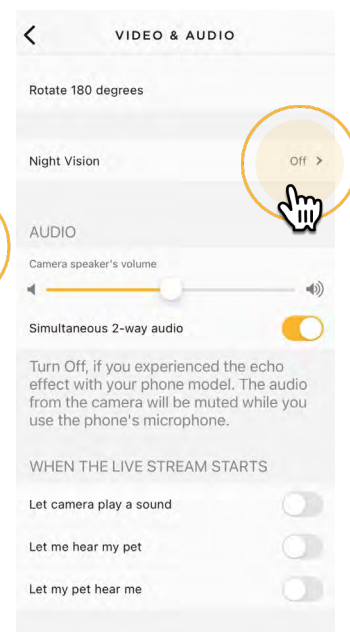 VIDEO & AUDIO
Rotate 180 degrees
Night Vision
Off
AUDIO
Camera speaker's volume
Simultaneous 2-way audio
Turn Off, if you experienced the echo
effect with your phone model. The audio
from the camera will be muted while you
use the phone's microphone.
WHEN THE LIVE STREAM STARTS
Let camera play a sound
Let me hear my pet
Let my pet hear me